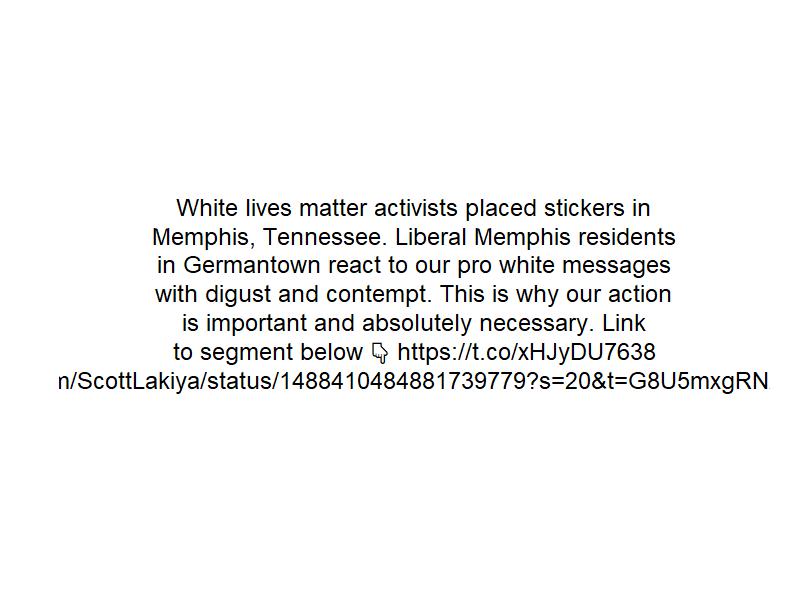 White lives matter activists placed stickers in
Memphis, Tennessee. Liberal Memphis residents
in Germantown react to our pro white messages
with digust and contempt. This is why our action
is important and absolutely necessary. Link
to segment below 👇 https://t.co/xHJyDU7638
n/ScottLakiya/status/1488410484881739779?s=20&t=G8U5mxgRN